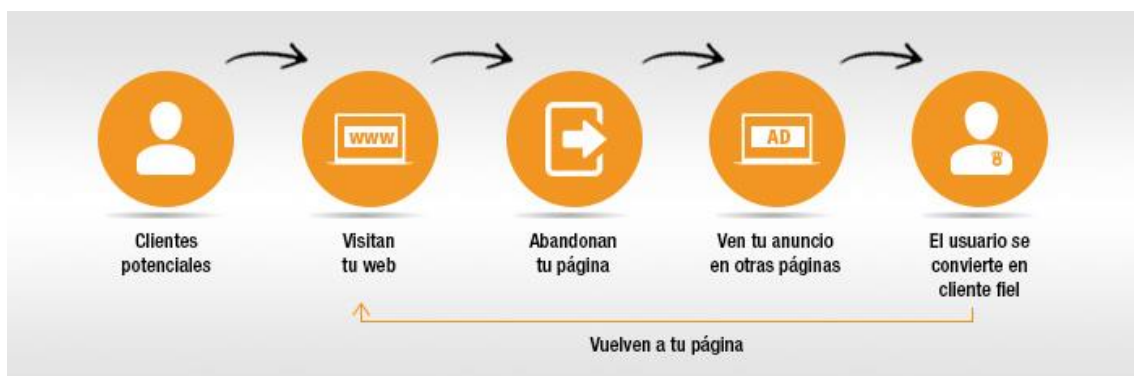 www
AD
Clientes
potenciales
Visitan
tu web
Abandonan
tu página
Ven tu anuncio
en otras páginas
El usuario se
convierte en
cliente fiel
Vuelven a tu página